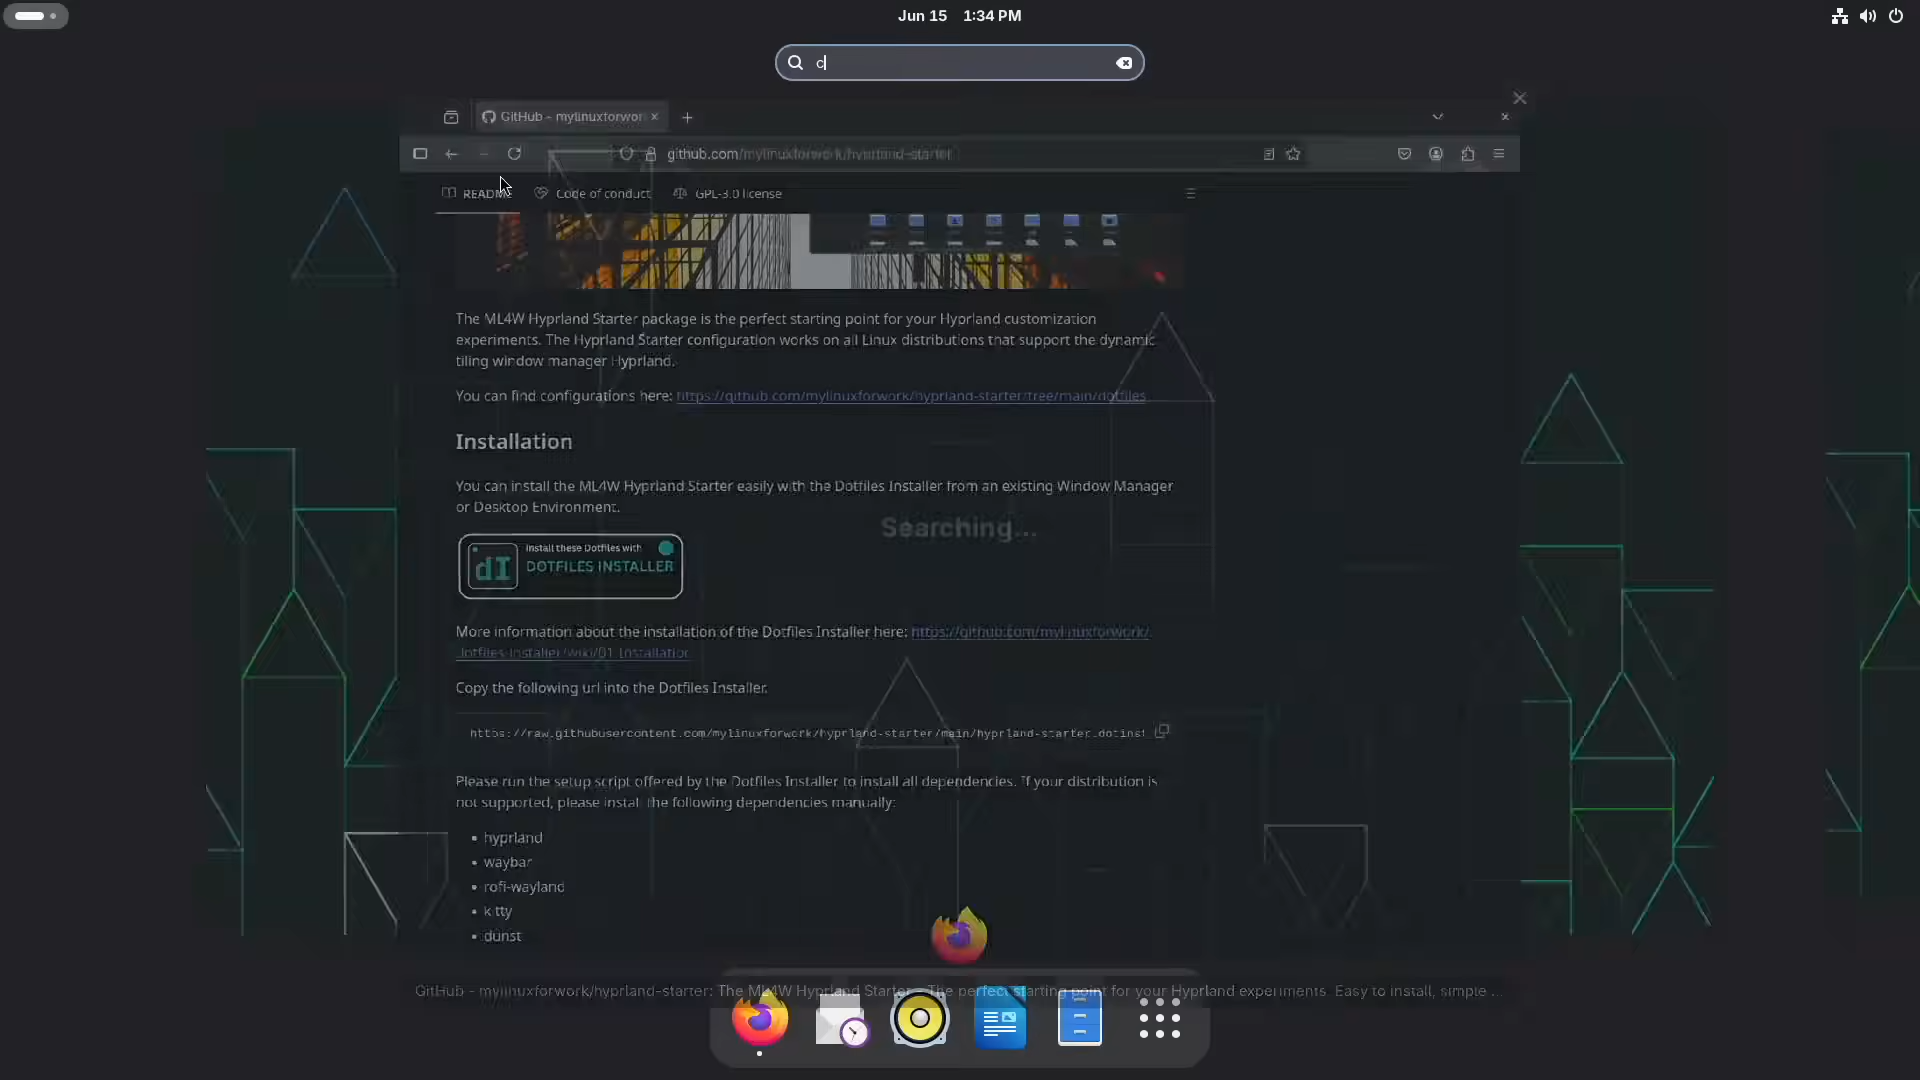 Jun 15 1:34 PM
c
GitHub - mylinuxforwor
github.com/mylinuxforwork/hyprland-starter
README Code of conduct GPL-3.0 license
The ML4W Hyprland Starter package is the perfect starting point for your Hyprland customization
experiments. The Hyprland Starter configuration works on all Linux distributions that support the dynamic
tiling window manager Hyprland.
You can find configurations here: https://github.com/mylinuxforwork/hyprland-starter/tree/main/dotfiles
Installation
You can install the ML4W Hyprland Starter easily with the Dotfiles Installer from an existing Window Manager
or Desktop Environment.
Searching...
Install these Dotfiles with
dI DOTFILES INSTALLER
More information about the installation of the Dotfiles Installer here: https://github.com/mylinuxforwork/
dotfiles-installer/wiki/01_Installation
Copy the following url into the Dotfiles Installer.
https://raw.githubusercontent.com/mylinuxforwork/hyprland-starter/main/hyprland-starter.dotinst
Please run the setup script offered by the Dotfiles Installer to install all dependencies. If your distribution is
not supported, please install the following dependencies manually:
• hyprland
• waybar
• rofi-wayland
• kitty
• dunst
GitHub - mylinuxforwork/hyprland-starter: The ML4W Hyprland Starter - The perfect starting point for your Hyprland experiments. Easy to install, simple ...